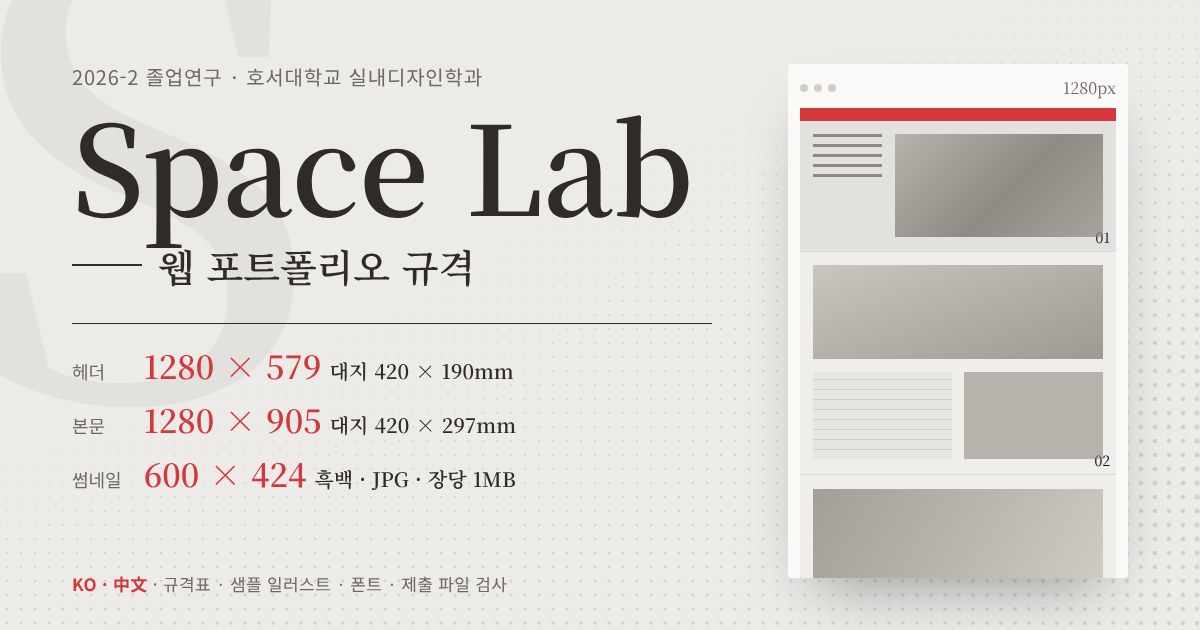 2026-2 졸업연구 · 호서대학교 실내디자인학과
Space Lab
웹 포트폴리오 규격
헤더 1280 × 579 대지 420 × 190mm
본문 1280 × 905 대지 420 × 297mm
썸네일 600 × 424 흑백 · JPG · 장당 1MB
KO · 中文 · 규격표 · 샘플 일러스트 · 폰트 · 제출 파일 검사
1280px
01
02
S